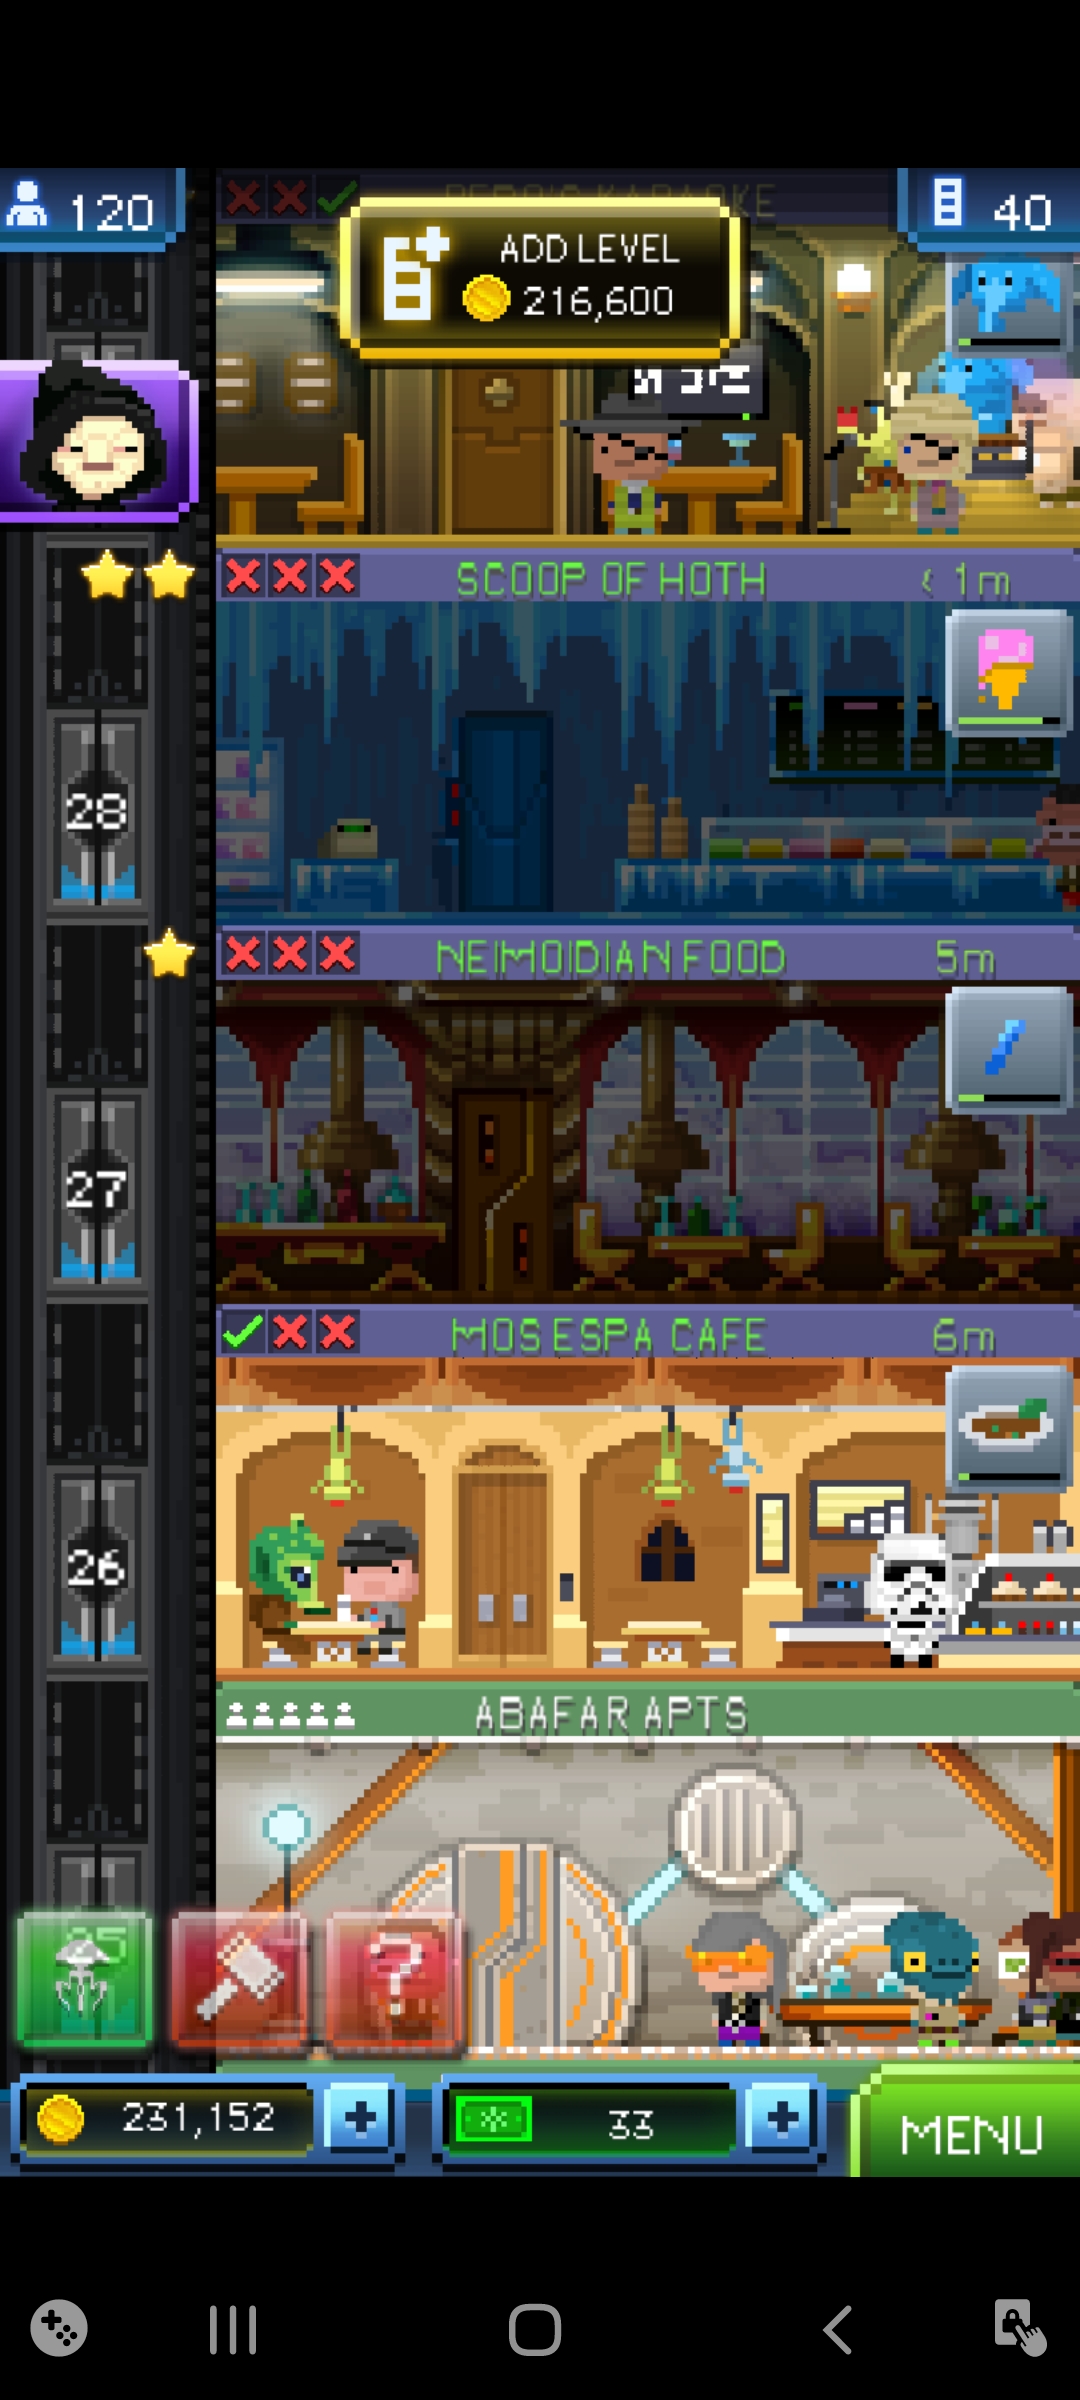 120
ADD LEVEL
216,600
40
SCOOP OF HOTH
< 1m
28
NEIMOIDIAN FOOD
5m
27
MOS ESPA CAFE
6m
26
ABAFAR APTS
25
231,152
33
MENU